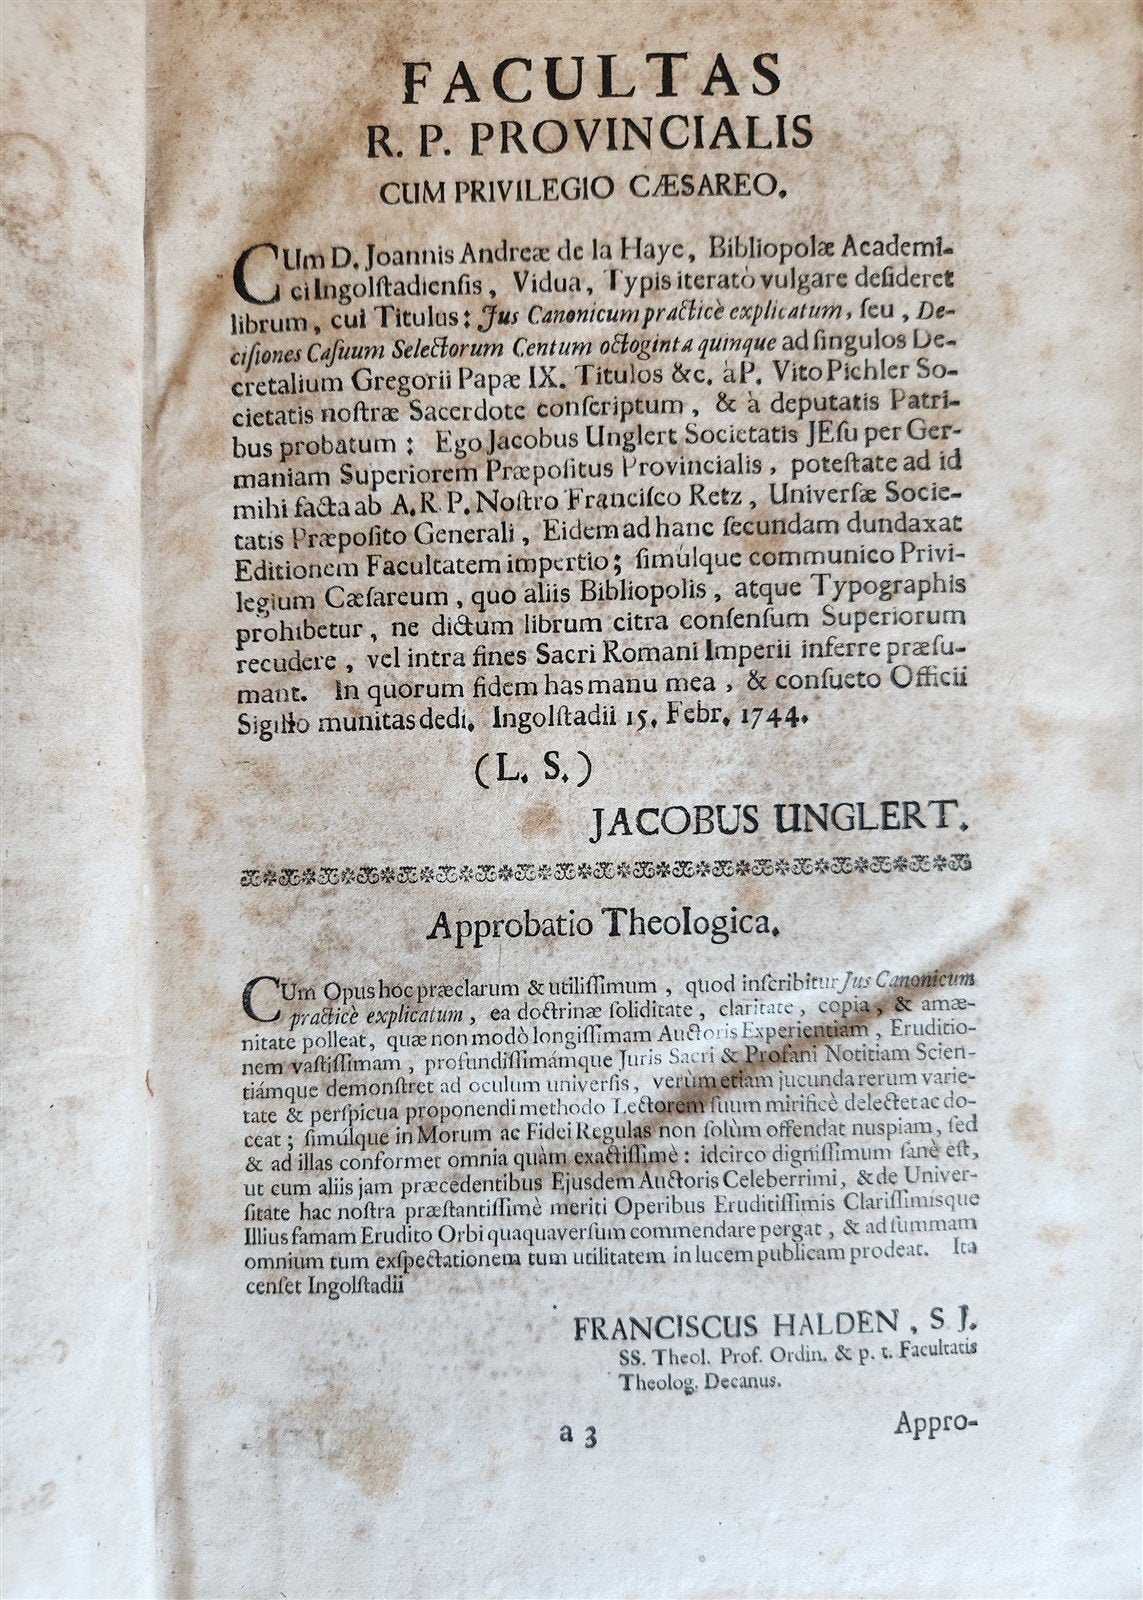 FACULTAS
R. P. PROVINCIALIS
CUM PRIVILEGIO CÆSAREO.
CUm D. Joannis Andreæ de la Haye, Bibliopolæ Academi-
ci Ingolſtadienſis, Vidua, Typis iteratò vulgare deſideret
librum, cui Titulus: Jus Canonicum practicè explicatum, ſeu, De-
ciſiones Caſuum Selectorum Centum octoginta quinque ad ſingulos De-
cretalium Gregorii Papæ IX. Titulos &c. àP. Vito Pichler So-
cietatis noſtræ Sacerdote conſcriptum, & à deputatis Patri-
bus probatum: Ego Jacobus Unglert Societatis JEſu per Ger-
maniam Superiorem Præpoſitus Provincialis, poteſtate ad id
mihi facta ab A. R. P. Noſtro Franciſco Retz, Univerſæ Socie-
tatis Præpoſito Generali, Eidem ad hanc ſecundam dundaxat
Editionem Facultatem impertio; ſimúlque communico Privi-
legium Cæſareum, quo aliis Bibliopolis, atque Typographis
prohibetur, ne dictum librum citra conſenſum Superiorum
recudere, vel intra fines Sacri Romani Imperii inferre præſu-
mant. In quorum fidem has manu mea, & conſueto Officii
Sigillo munitas dedi. Ingolſtadii 15. Febr. 1744.
(L. S.)
JACOBUS UNGLERT.
Approbatio Theologica.
CUm Opus hoc præclarum & utiliſſimum, quod inſcribitur Jus Canonicum
practicè explicatum, ea doctrinæ ſoliditate, claritate, copia, & amæ-
nitate polleat, quæ non modò longiſſimam Auctoris Experientiam, Eruditio-
nem vaſtiſſimam, profundiſſimámque Juris Sacri & Profani Notitiam Scien-
tiámque demonſtret ad oculum univerſis, verùm etiam jucunda rerum varie-
tate & perſpicua proponendi methodo Lectorem ſuum mirificè delectet ac do-
ceat; ſimúlque in Morum ac Fidei Regulas non ſolùm offendat nuspiam, ſed
& ad illas conformet omnia quàm exactiſſimè: idcirco digniſſimum ſanè eſt,
ut cum aliis jam præcedentibus Ejusdem Auctoris Celeberrimi, & de Univer-
ſitate hac noſtra præſtantiſſimè meriti Operibus Eruditiſſimis Clariſſimisque
Illius famam Erudito Orbi quaquaverſum commendare pergat, & ad ſummam
omnium tum exſpectationem tum utilitatem in lucem publicam prodeat. Ita
cenſet Ingolſtadii
FRANCISCUS HALDEN, S J.
SS. Theol. Prof. Ordin. & p. t. Facultatis
Theolog. Decanus.
a 3 Appro-